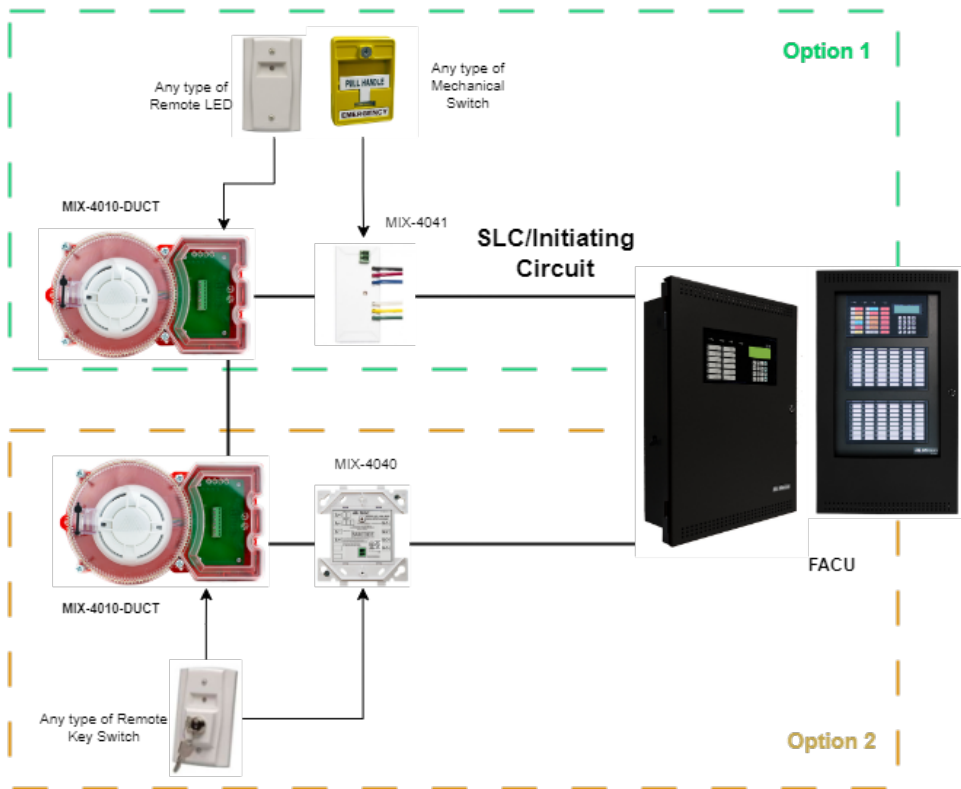 Option 1
Any type of
Remote LED
PULL HANDLE
EMERGENCY
Any type of
Mechanical
Switch
MIX-4010-DUCT
MIX-4041
SLC/Initiating
Circuit
MIX-4040
FACU
MIX-4010-DUCT
Any type of Remote
Key Switch
Option 2